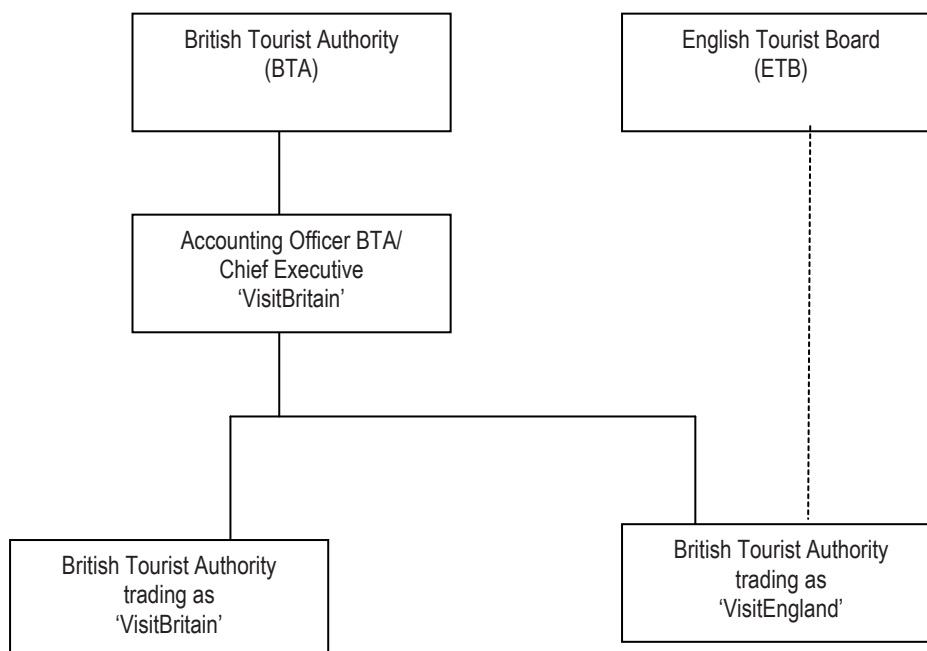 British Tourist Authority
(BTA)
English Tourist Board
(ETB)
Accounting Officer BTA/
Chief Executive
‘VisitBritain’
British Tourist Authority
trading as
‘VisitBritain’
British Tourist Authority
trading as
‘VisitEngland’